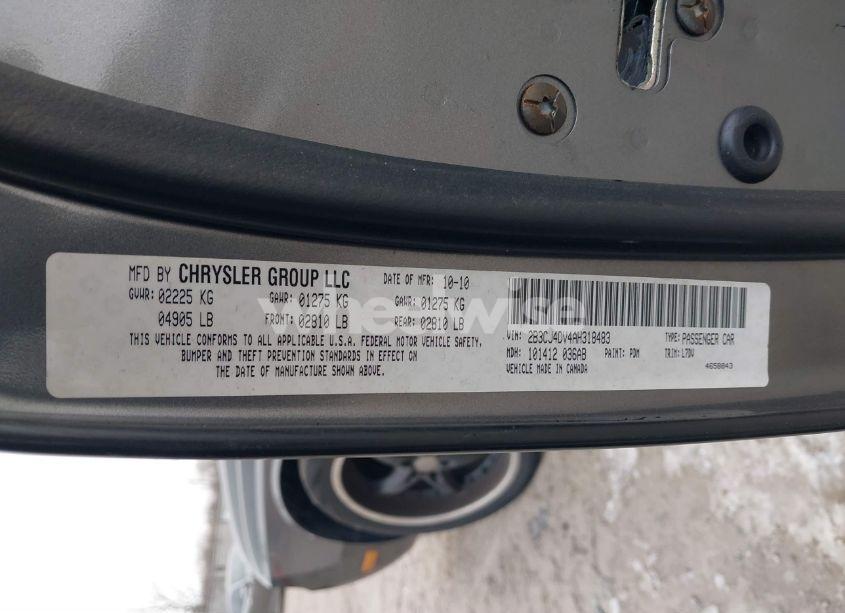 MFD BY CHRYSLER GROUP LLC DATE OF MFR: 10-10
GVWR: 02225 KG GAWR: 01275 KG GAWR: 01275 KG
04905 LB FRONT: 02810 LB REAR: 02810 LB
THIS VEHICLE CONFORMS TO ALL APPLICABLE U.S.A. FEDERAL MOTOR VEHICLE SAFETY,
BUMPER AND THEFT PREVENTION STANDARDS IN EFFECT ON
THE DATE OF MANUFACTURE SHOWN ABOVE.
VIN: 2B3CJ4DV4AH318483 TYPE: PASSENGER CAR
MDH: 101412 036AB PAINT: PDM TRIM: L7DV
VEHICLE MADE IN CANADA 4658843
wheelwise